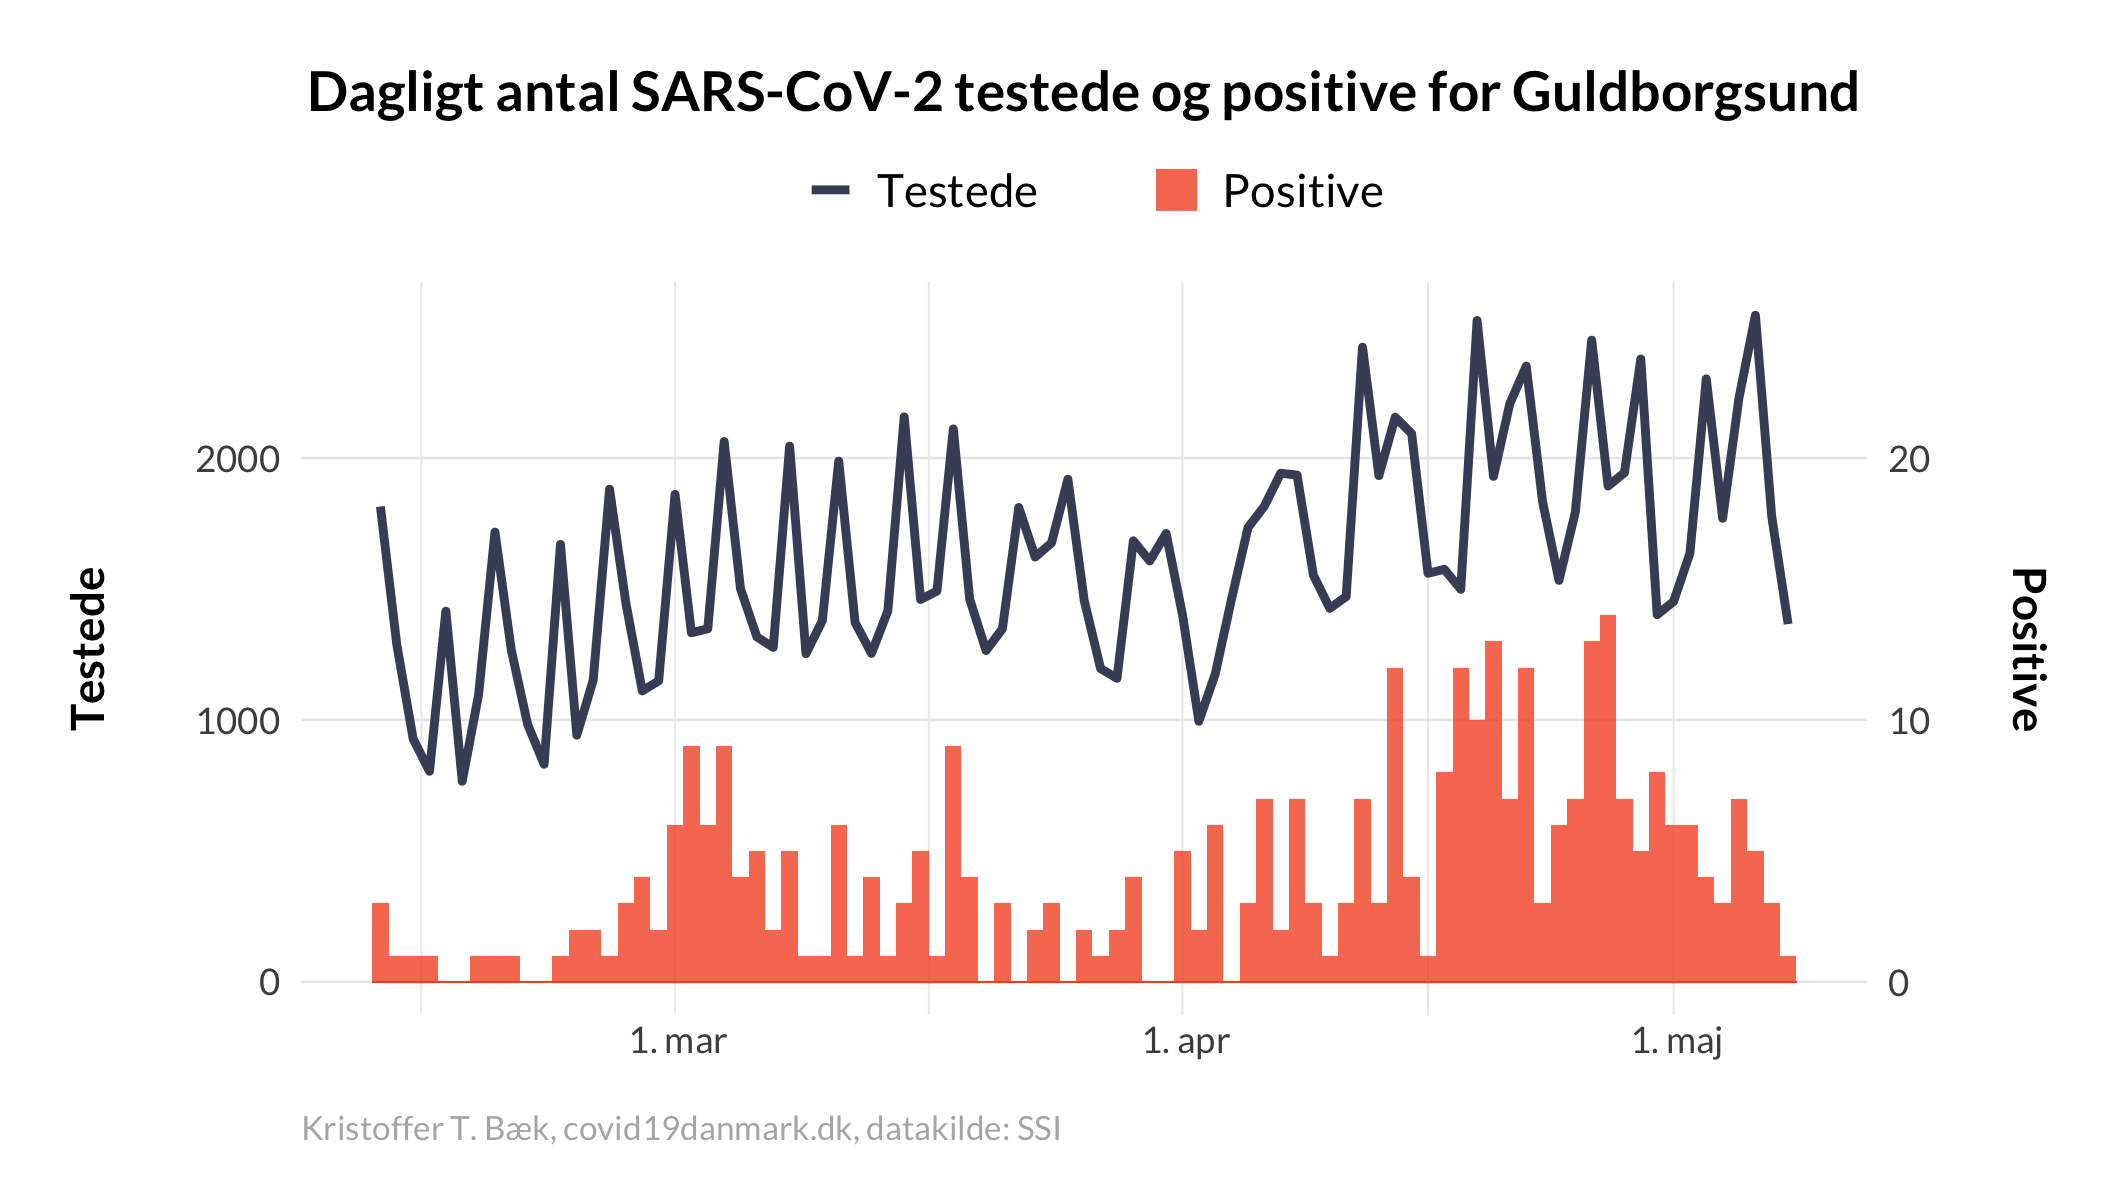 Dagligt antal SARS-CoV-2 testede og positive for Guldborgsund
Testede
Positive
Testede
2000
1000
0
20
10
0
Positive
1. mar
1. apr
1. maj
Kristoffer T. Bæk, covid19danmark.dk, datakilde: SSI